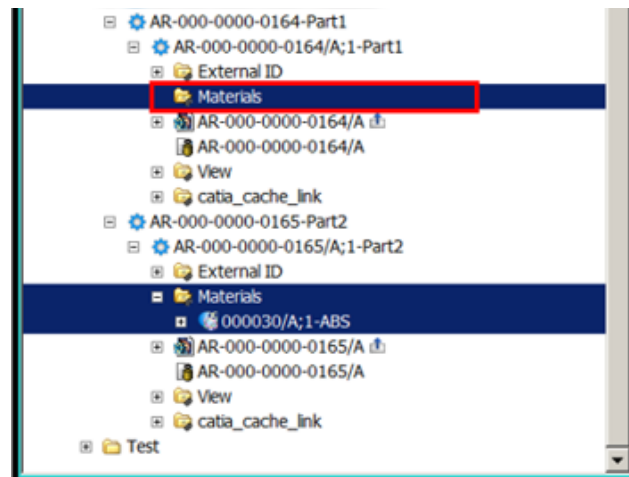 AR-000-0000-0164-Part1
AR-000-0000-0164/A;1-Part1
External ID
Materials
AR-000-0000-0164/A
AR-000-0000-0164/A
View
catia_cache_link
AR-000-0000-0165-Part2
AR-000-0000-0165/A;1-Part2
External ID
Materials
000030/A;1-ABS
AR-000-0000-0165/A
AR-000-0000-0165/A
View
catia_cache_link
Test